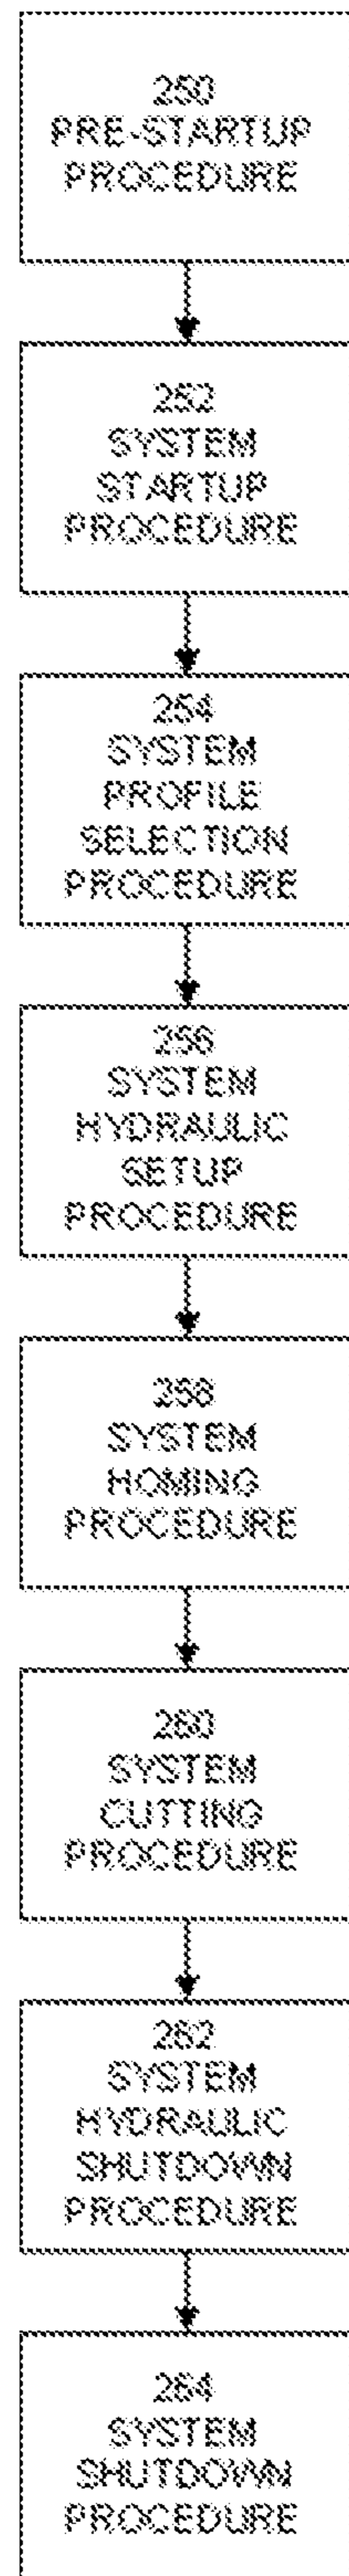 250
PRE-STARTUP
PROCEDURE
252
SYSTEM
STARTUP
PROCEDURE
254
SYSTEM
PROFILE
SELECTION
PROCEDURE
256
SYSTEM
HYDRAULIC
SETUP
PROCEDURE
258
SYSTEM
HOMING
PROCEDURE
260
SYSTEM
CUTTING
PROCEDURE
262
SYSTEM
HYDRAULIC
SHUTDOWN
PROCEDURE
264
SYSTEM
SHUTDOWN
PROCEDURE